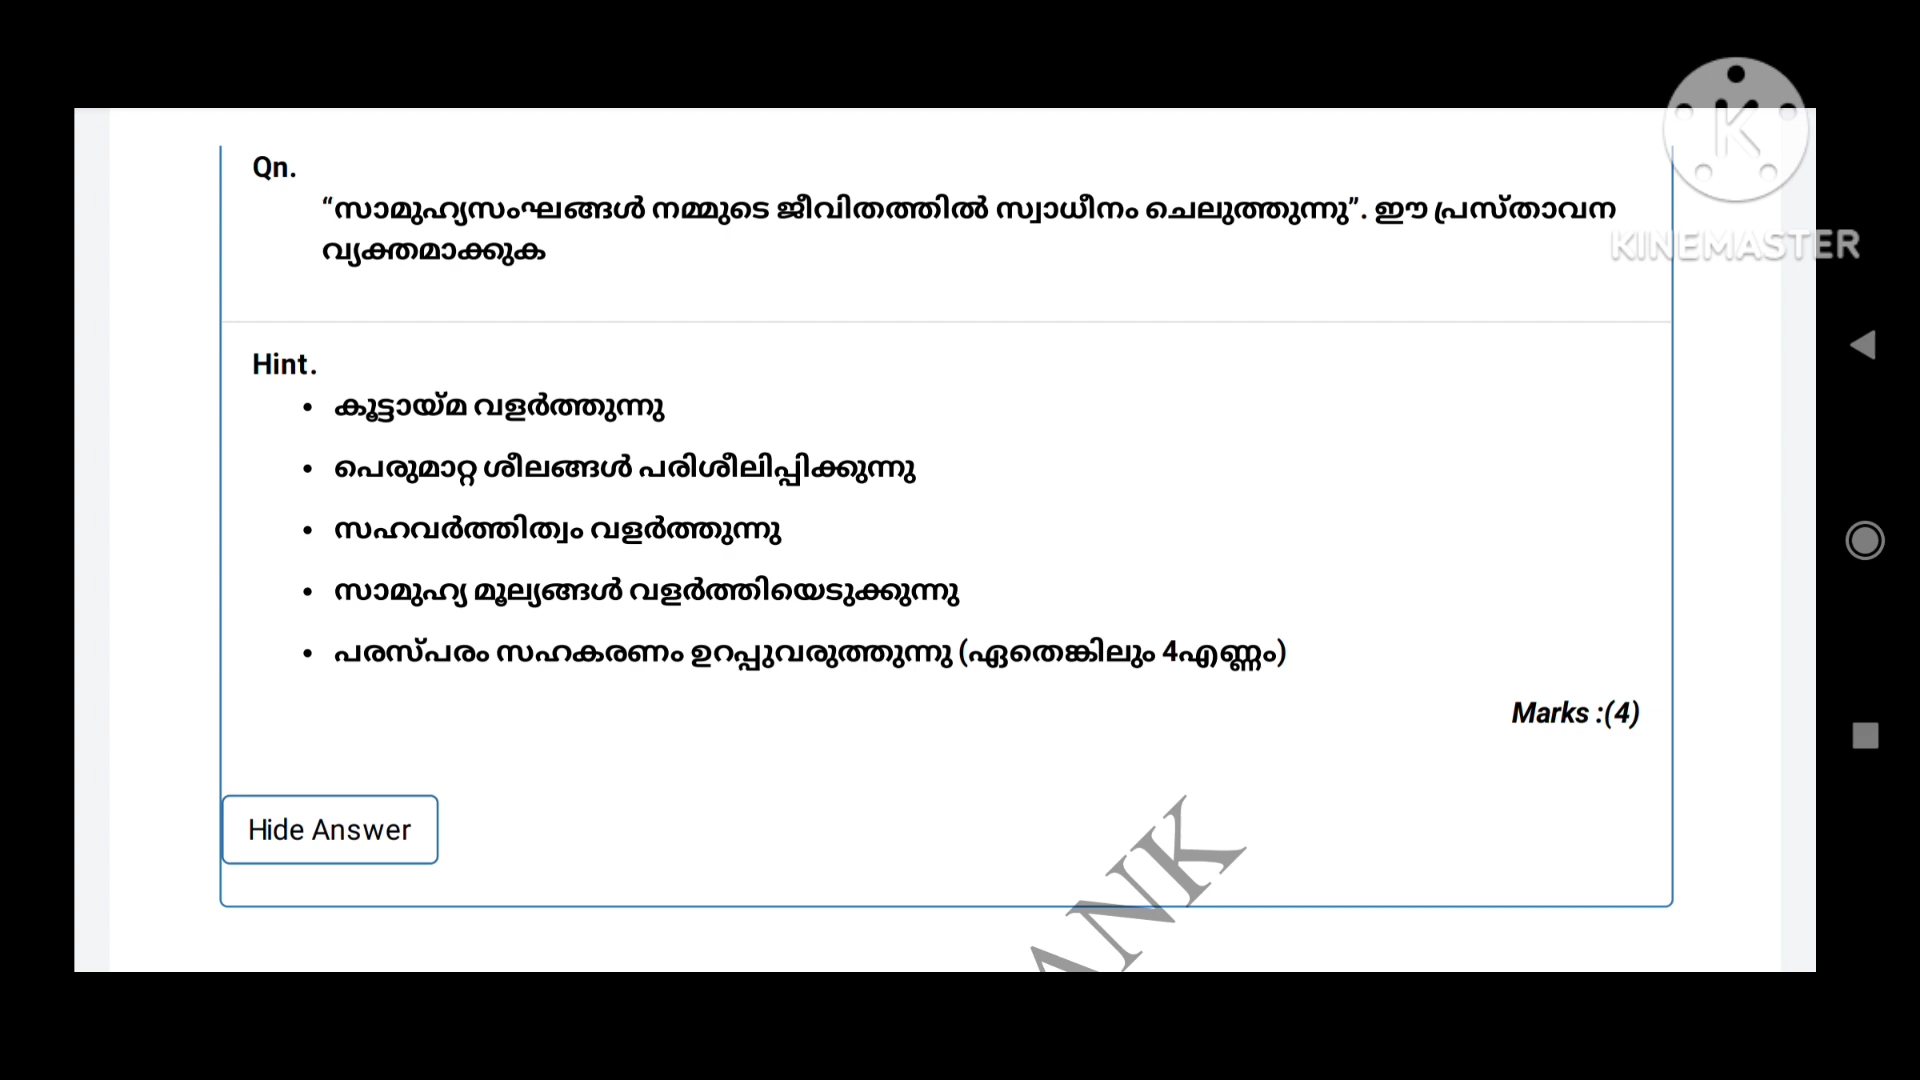 Qn.
“സാമുഹ്യസംഘങ്ങൾ നമ്മുടെ ജീവിതത്തിൽ സ്വാധീനം ചെലുത്തുന്നു”. ഈ പ്രസ്താവന
വ്യക്തമാക്കുക
KINEMASTER
Hint.
• കൂട്ടായ്മ വളർത്തുന്നു
• പെരുമാറ്റ ശീലങ്ങൾ പരിശീലിപ്പിക്കുന്നു
• സഹവർത്തിത്വം വളർത്തുന്നു
• സാമുഹ്യ മൂല്യങ്ങൾ വളർത്തിയെടുക്കുന്നു
• പരസ്പരം സഹകരണം ഉറപ്പുവരുത്തുന്നു (ഏതെങ്കിലും 4എണ്ണം)
Marks :(4)
Hide Answer